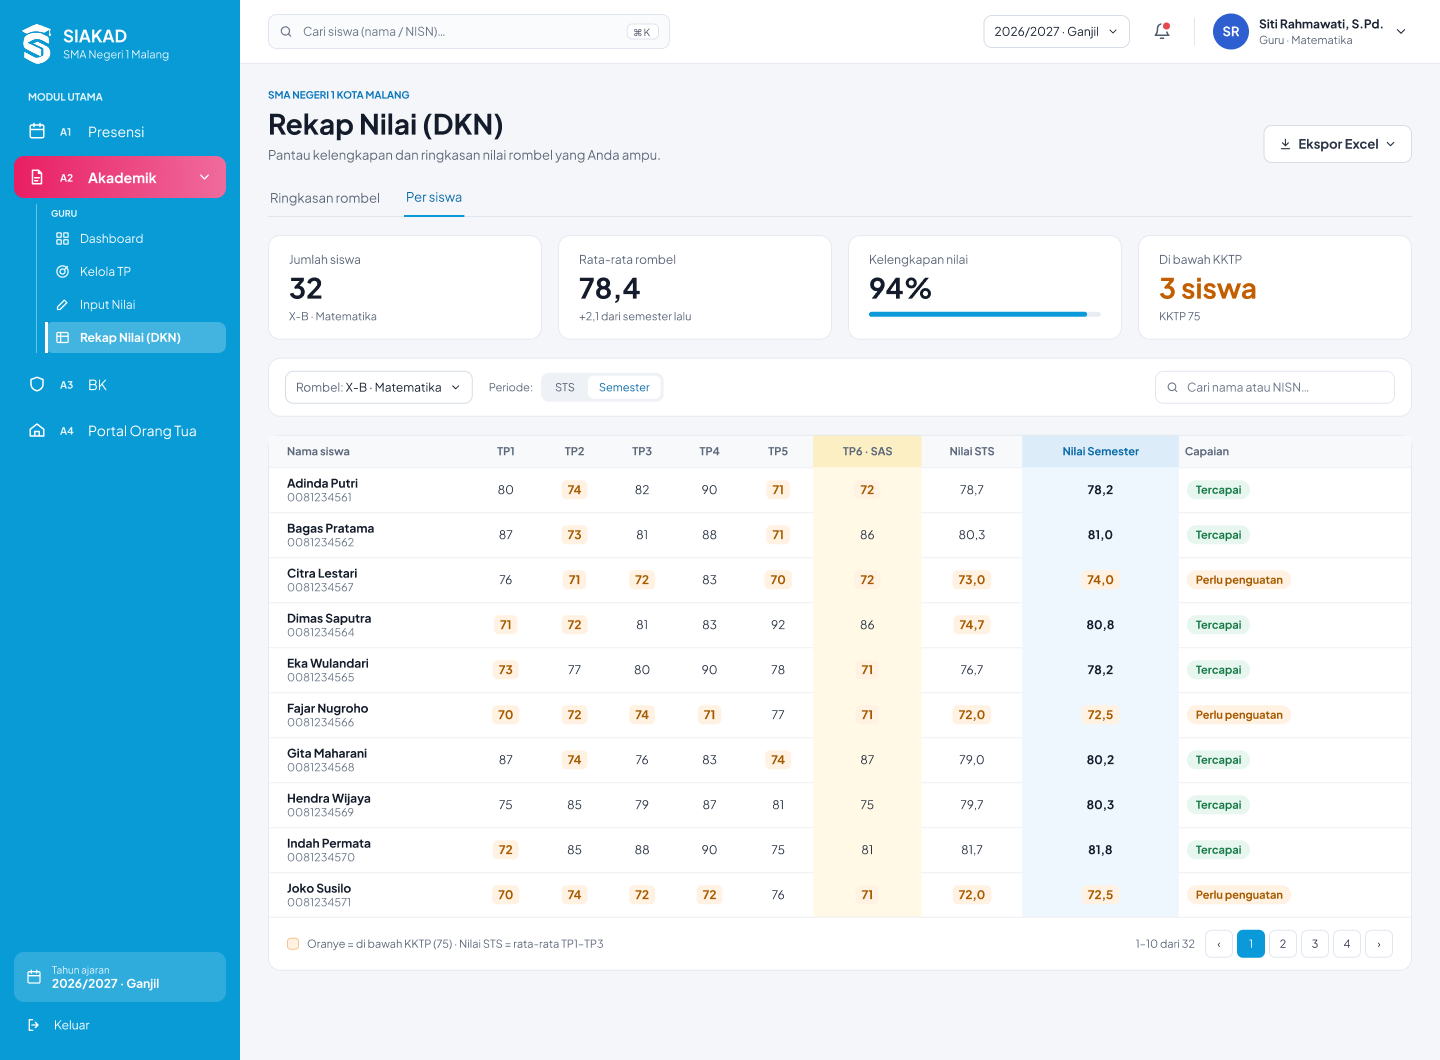 SIAKAD
SMA Negeri 1 Malang
MODUL UTAMA
A1 Presensi
A2 Akademik
GURU
Dashboard
Kelola TP
Input Nilai
Rekap Nilai (DKN)
A3 BK
A4 Portal Orang Tua
Tahun ajaran
2026/2027 · Ganjil
Keluar
Cari siswa (nama / NISN)...
⌘K
2026/2027 · Ganjil
SR
Siti Rahmawati, S.Pd.
Guru · Matematika
SMA NEGERI 1 KOTA MALANG
Rekap Nilai (DKN)
Pantau kelengkapan dan ringkasan nilai rombel yang Anda ampu.
Ekspor Excel
Ringkasan rombel Per siswa
Jumlah siswa
32
X-B · Matematika
Rata-rata rombel
78,4
+2,1 dari semester lalu
Kelengkapan nilai
94%
Di bawah KKTP
3 siswa
KKTP 75
Rombel: X-B · Matematika
Periode: STS Semester
Cari nama atau NISN...
Nama siswa TP1 TP2 TP3 TP4 TP5 TP6 · SAS Nilai STS Nilai Semester Capaian
Adinda Putri
0081234561
80 74 82 90 71 72 78,7 78,2 Tercapai
Bagas Pratama
0081234562
87 73 81 88 71 86 80,3 81,0 Tercapai
Citra Lestari
0081234567
76 71 72 83 70 72 73,0 74,0 Perlu penguatan
Dimas Saputra
0081234564
71 72 81 83 92 86 74,7 80,8 Tercapai
Eka Wulandari
0081234565
73 77 80 90 78 71 76,7 78,2 Tercapai
Fajar Nugroho
0081234566
70 72 74 71 77 71 72,0 72,5 Perlu penguatan
Gita Maharani
0081234568
87 74 76 83 74 87 79,0 80,2 Tercapai
Hendra Wijaya
0081234569
75 85 79 87 81 75 79,7 80,3 Tercapai
Indah Permata
0081234570
72 85 88 90 75 81 81,7 81,8 Tercapai
Joko Susilo
0081234571
70 74 72 72 76 71 72,0 72,5 Perlu penguatan
Oranye = di bawah KKTP (75) · Nilai STS = rata-rata TP1–TP3
1–10 dari 32 ‹ 1 2 3 4 ›